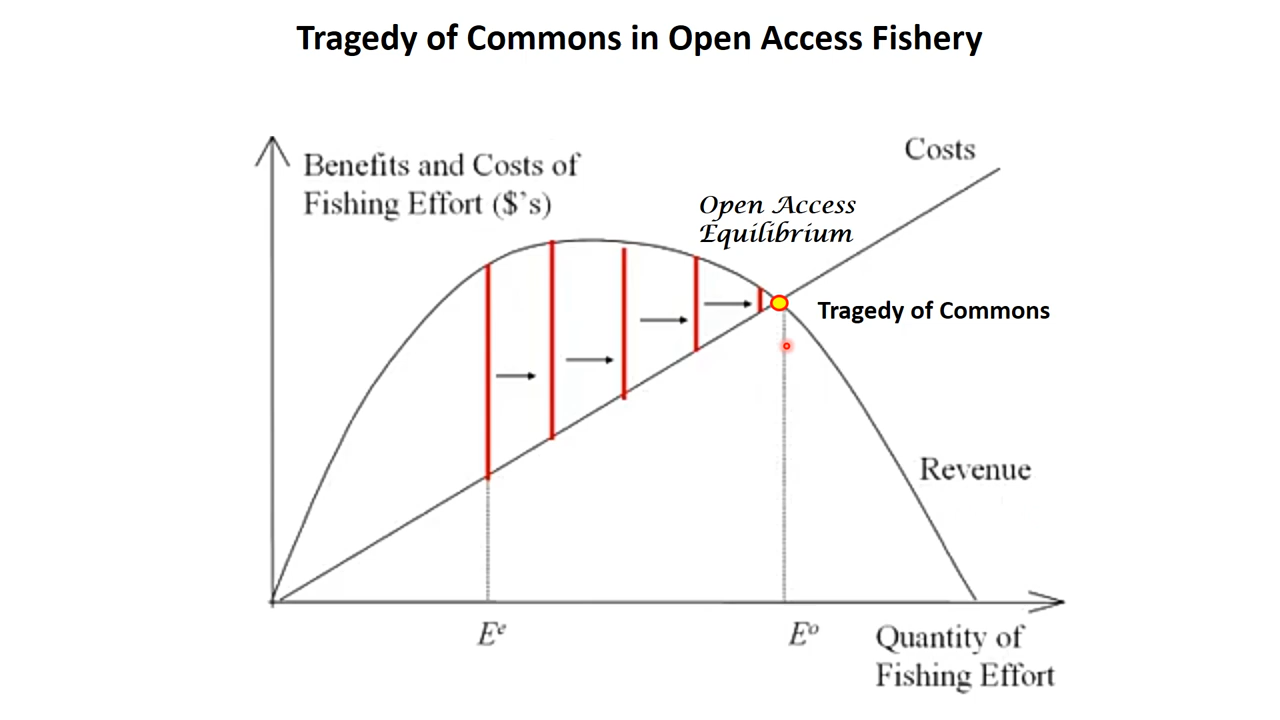 Tragedy of Commons in Open Access Fishery
Benefits and Costs of
Fishing Effort ($'s)
Costs
Open Access
Equilibrium
Tragedy of Commons
Revenue
Eᵉ
Eᵒ
Quantity of
Fishing Effort